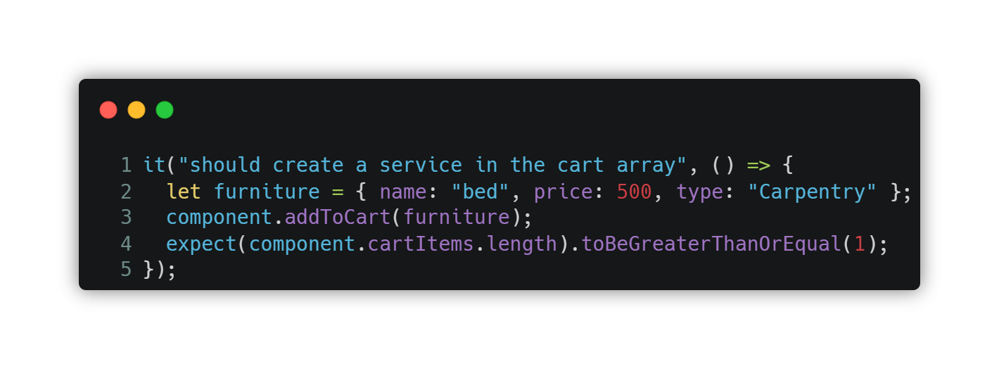 1 it("should create a service in the cart array", () => {
2   let furniture = { name: "bed", price: 500, type: "Carpentry" };
3   component.addToCart(furniture);
4   expect(component.cartItems.length).toBeGreaterThanOrEqual(1);
5 });